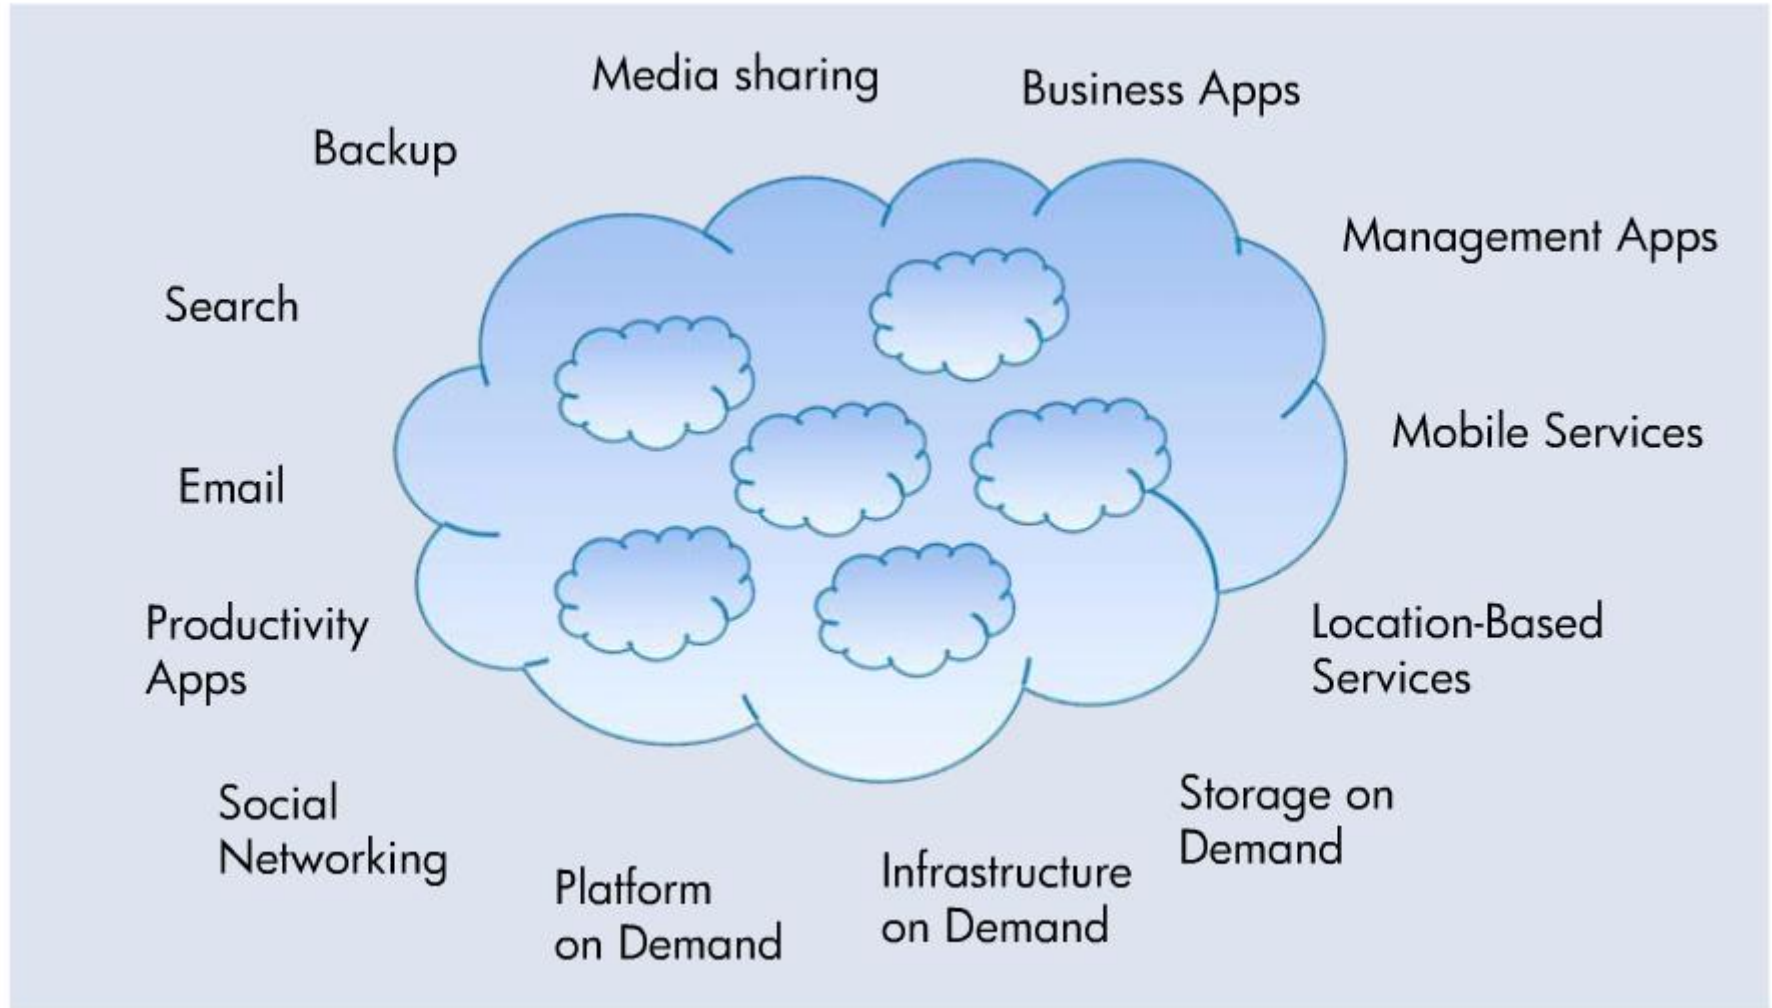 Media sharing
Business Apps
Backup
Management Apps
Search
Mobile Services
Email
Productivity
Apps
Location-Based
Services
Social
Networking
Storage on
Demand
Platform
on Demand
Infrastructure
on Demand